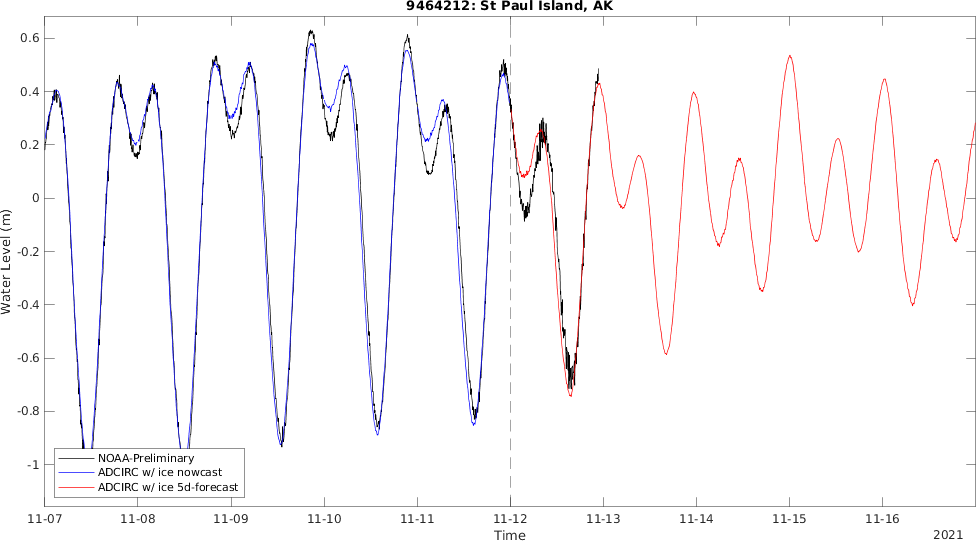 9464212: St Paul Island, AK
0.6
0.4
0.2
0
-0.2
-0.4
-0.6
-0.8
-1
Water Level (m)
NOAA-Preliminary
ADCIRC w/ ice nowcast
ADCIRC w/ ice 5d-forecast
11-07 11-08 11-09 11-10 11-11 11-12 11-13 11-14 11-15 11-16
Time
2021